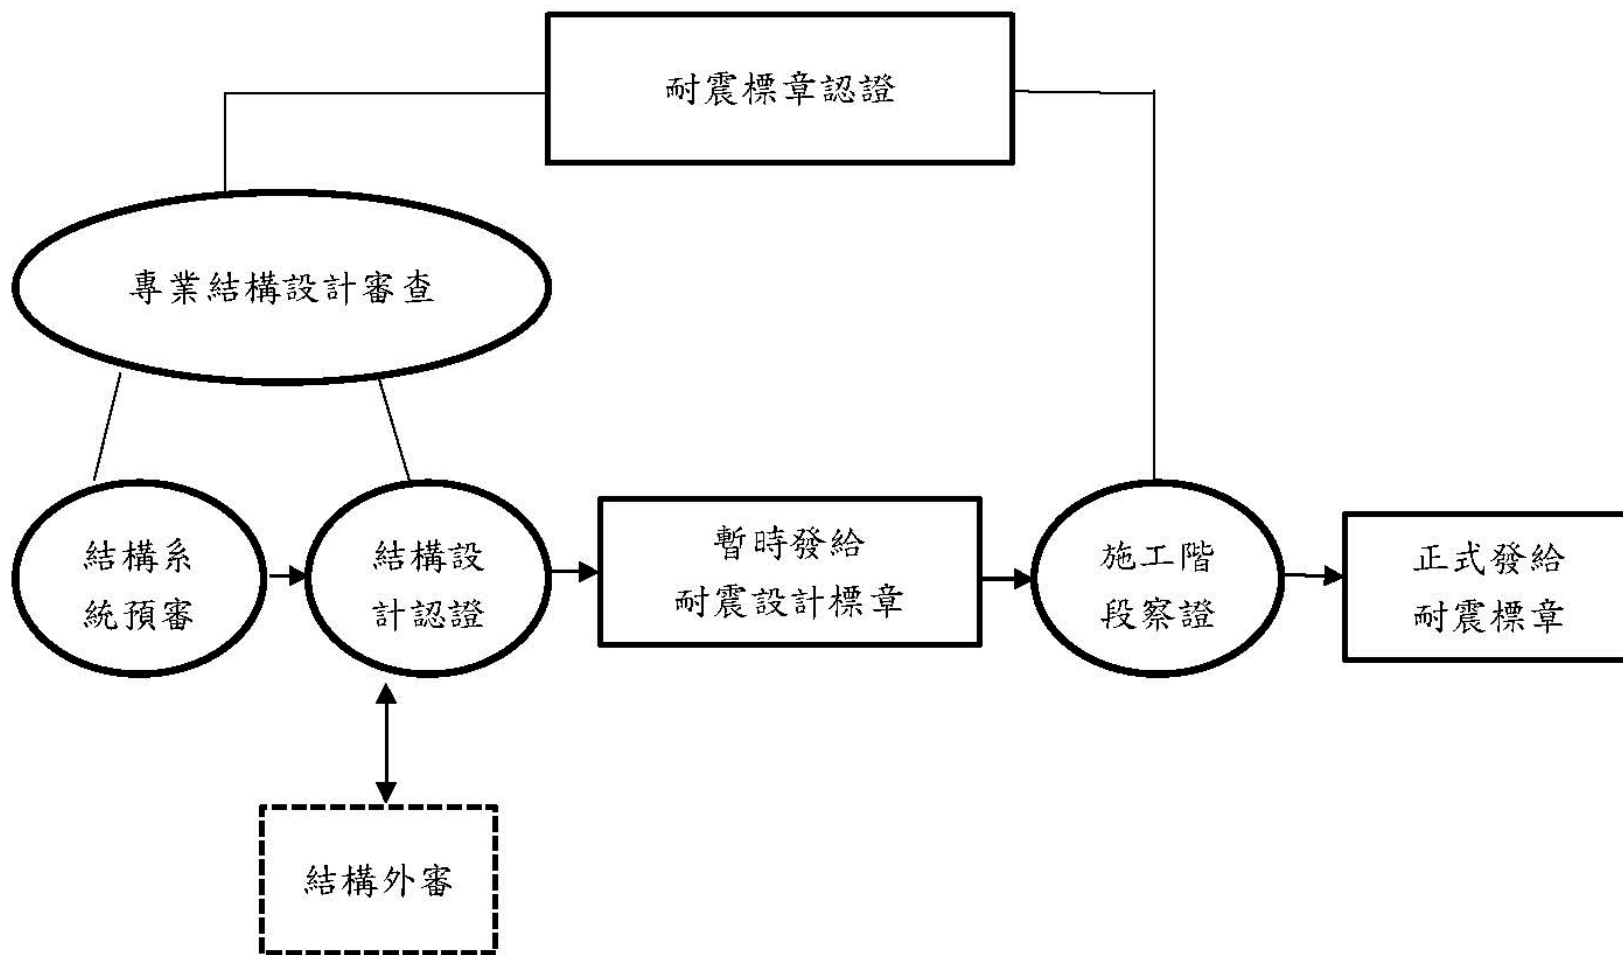 耐震標章認證
專業結構設計審查
結構系
統預審
結構設
計認證
暫時發給
耐震設計標章
施工階
段察證
正式發給
耐震標章
結構外審